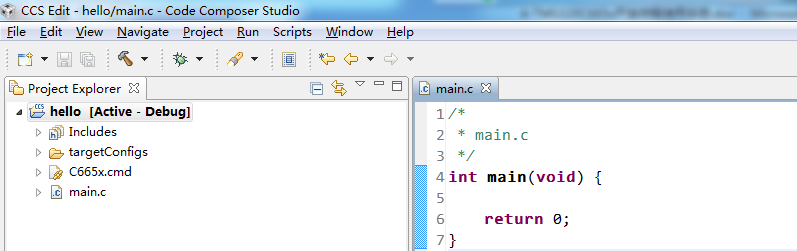 CCS Edit - hello/main.c - Code Composer Studio
File Edit View Navigate Project Run Scripts Window Help
Project Explorer
main.c
hello [Active - Debug]
Includes
targetConfigs
C665x.cmd
main.c
1 /*
2 * main.c
3 */
4 int main(void) {
5
6 return 0;
7 }